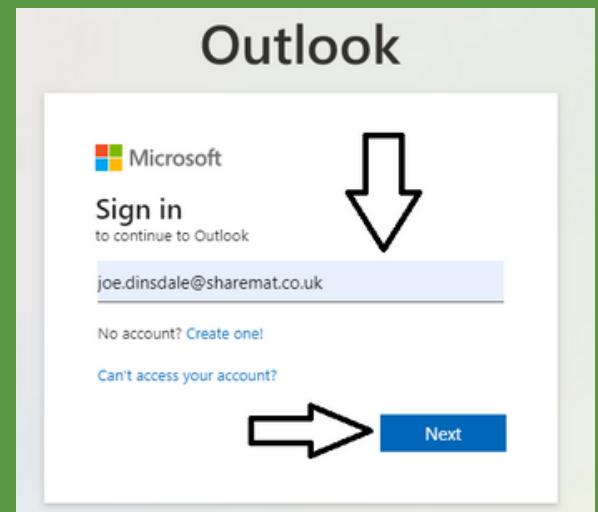 Outlook
Microsoft
Sign in
to continue to Outlook
joe.dinsdale@sharemat.co.uk
No account? Create one!
Can't access your account?
Next